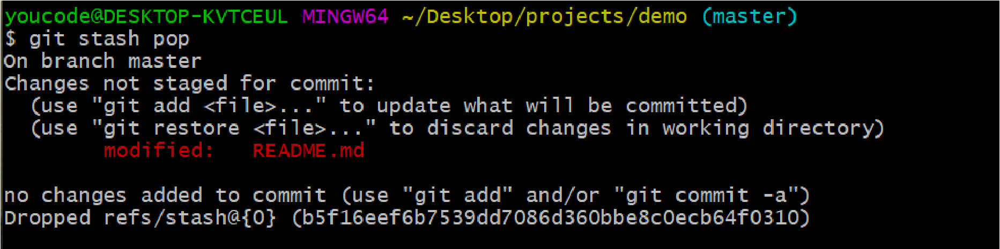 youcode@DESKTOP-KVTCEUL MINGW64 ~/Desktop/projects/demo (master)
$ git stash pop
On branch master
Changes not staged for commit:
  (use "git add <file>..." to update what will be committed)
  (use "git restore <file>..." to discard changes in working directory)
        modified:   README.md

no changes added to commit (use "git add" and/or "git commit -a")
Dropped refs/stash@{0} (b5f16eef6b7539dd7086d360bbe8c0ecb64f0310)